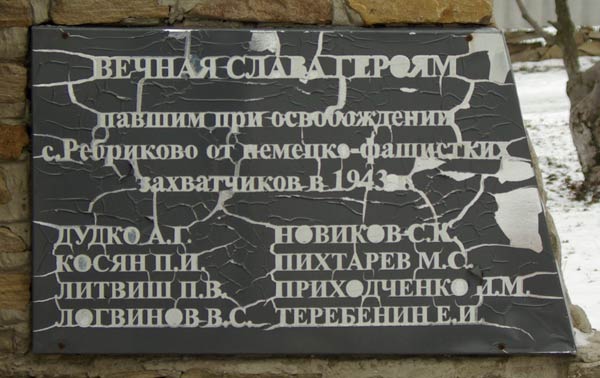 ВЕЧНАЯ СЛАВА ГЕРОЯМ
павшим при освобождении
с.Ребриково от немецко-фашистких
захватчиков в 1943 г.
ДУДКО А.Г. НОВИКОВ С.К.
КОСЯН П.И. ПИХТАРЕВ М.С.
ЛИТВИШ П.В. ПРИХОДЧЕНКО И.М.
ЛОГВИНОВ В.С. ТЕРЕБЕНИН Е.И.